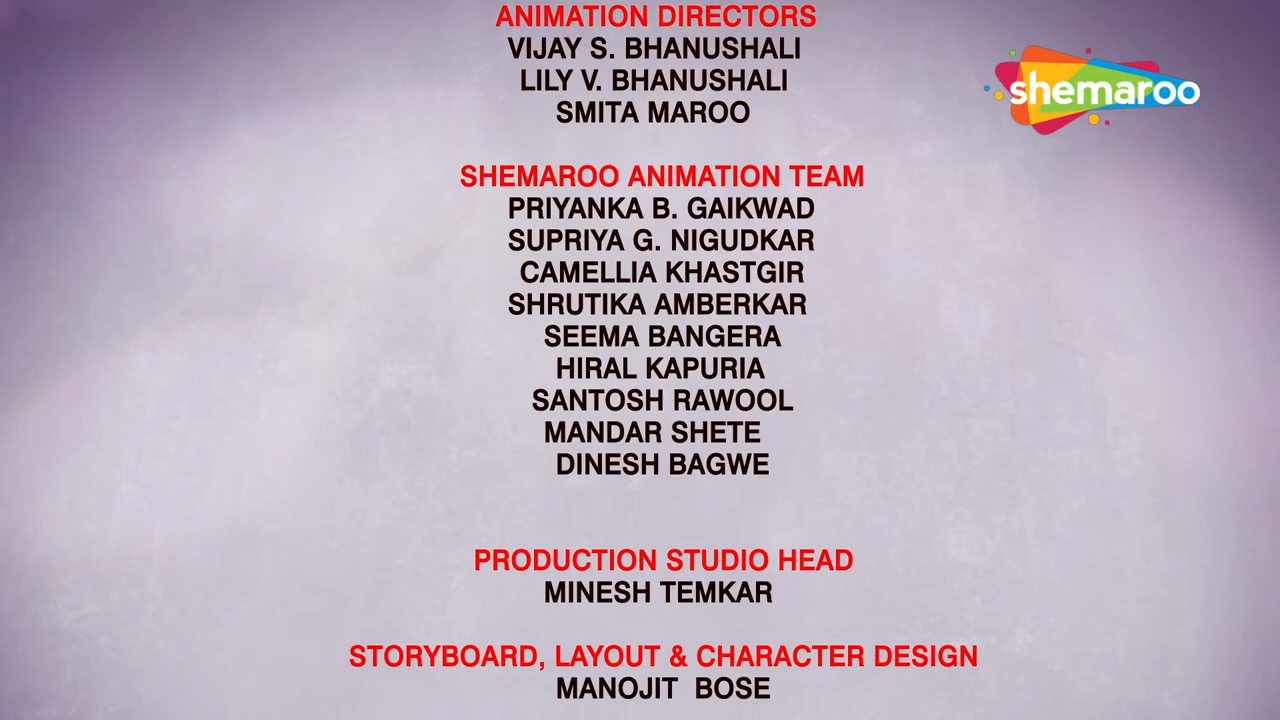 ANIMATION DIRECTORS
VIJAY S. BHANUSHALI
LILY V. BHANUSHALI
SMITA MAROO
shemaroo
SHEMAROO ANIMATION TEAM
PRIYANKA B. GAIKWAD
SUPRIYA G. NIGUDKAR
CAMELLIA KHASTGIR
SHRUTIKA AMBERKAR
SEEMA BANGERA
HIRAL KAPURIA
SANTOSH RAWOOL
MANDAR SHETE
DINESH BAGWE
PRODUCTION STUDIO HEAD
MINESH TEMKAR
STORYBOARD, LAYOUT & CHARACTER DESIGN
MANOJIT BOSE